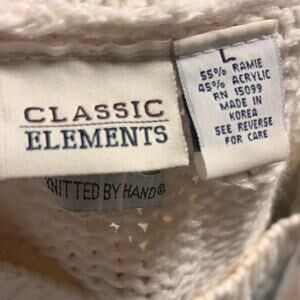 CLASSIC
ELEMENTS
L
55% RAMIE
45% ACRYLIC
RN 15099
MADE IN
KOREA
SEE REVERSE
FOR CARE
KNITTED BY HAND©